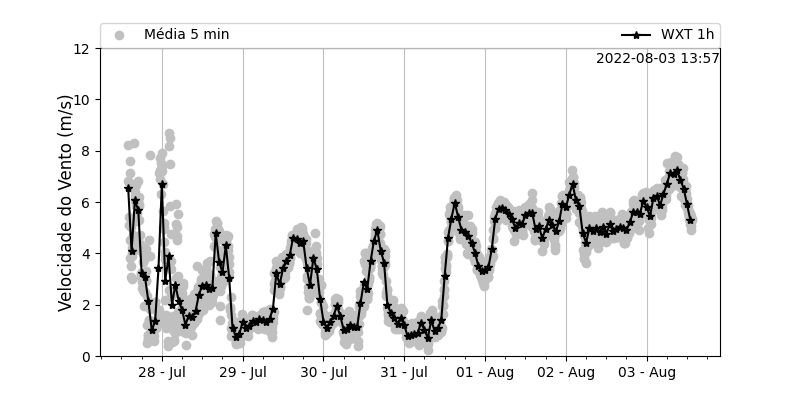 Média 5 min
WXT 1h
2022-08-03 13:57
Velocidade do Vento (m/s)
12
10
8
6
4
2
0
28 - Jul
29 - Jul
30 - Jul
31 - Jul
01 - Aug
02 - Aug
03 - Aug